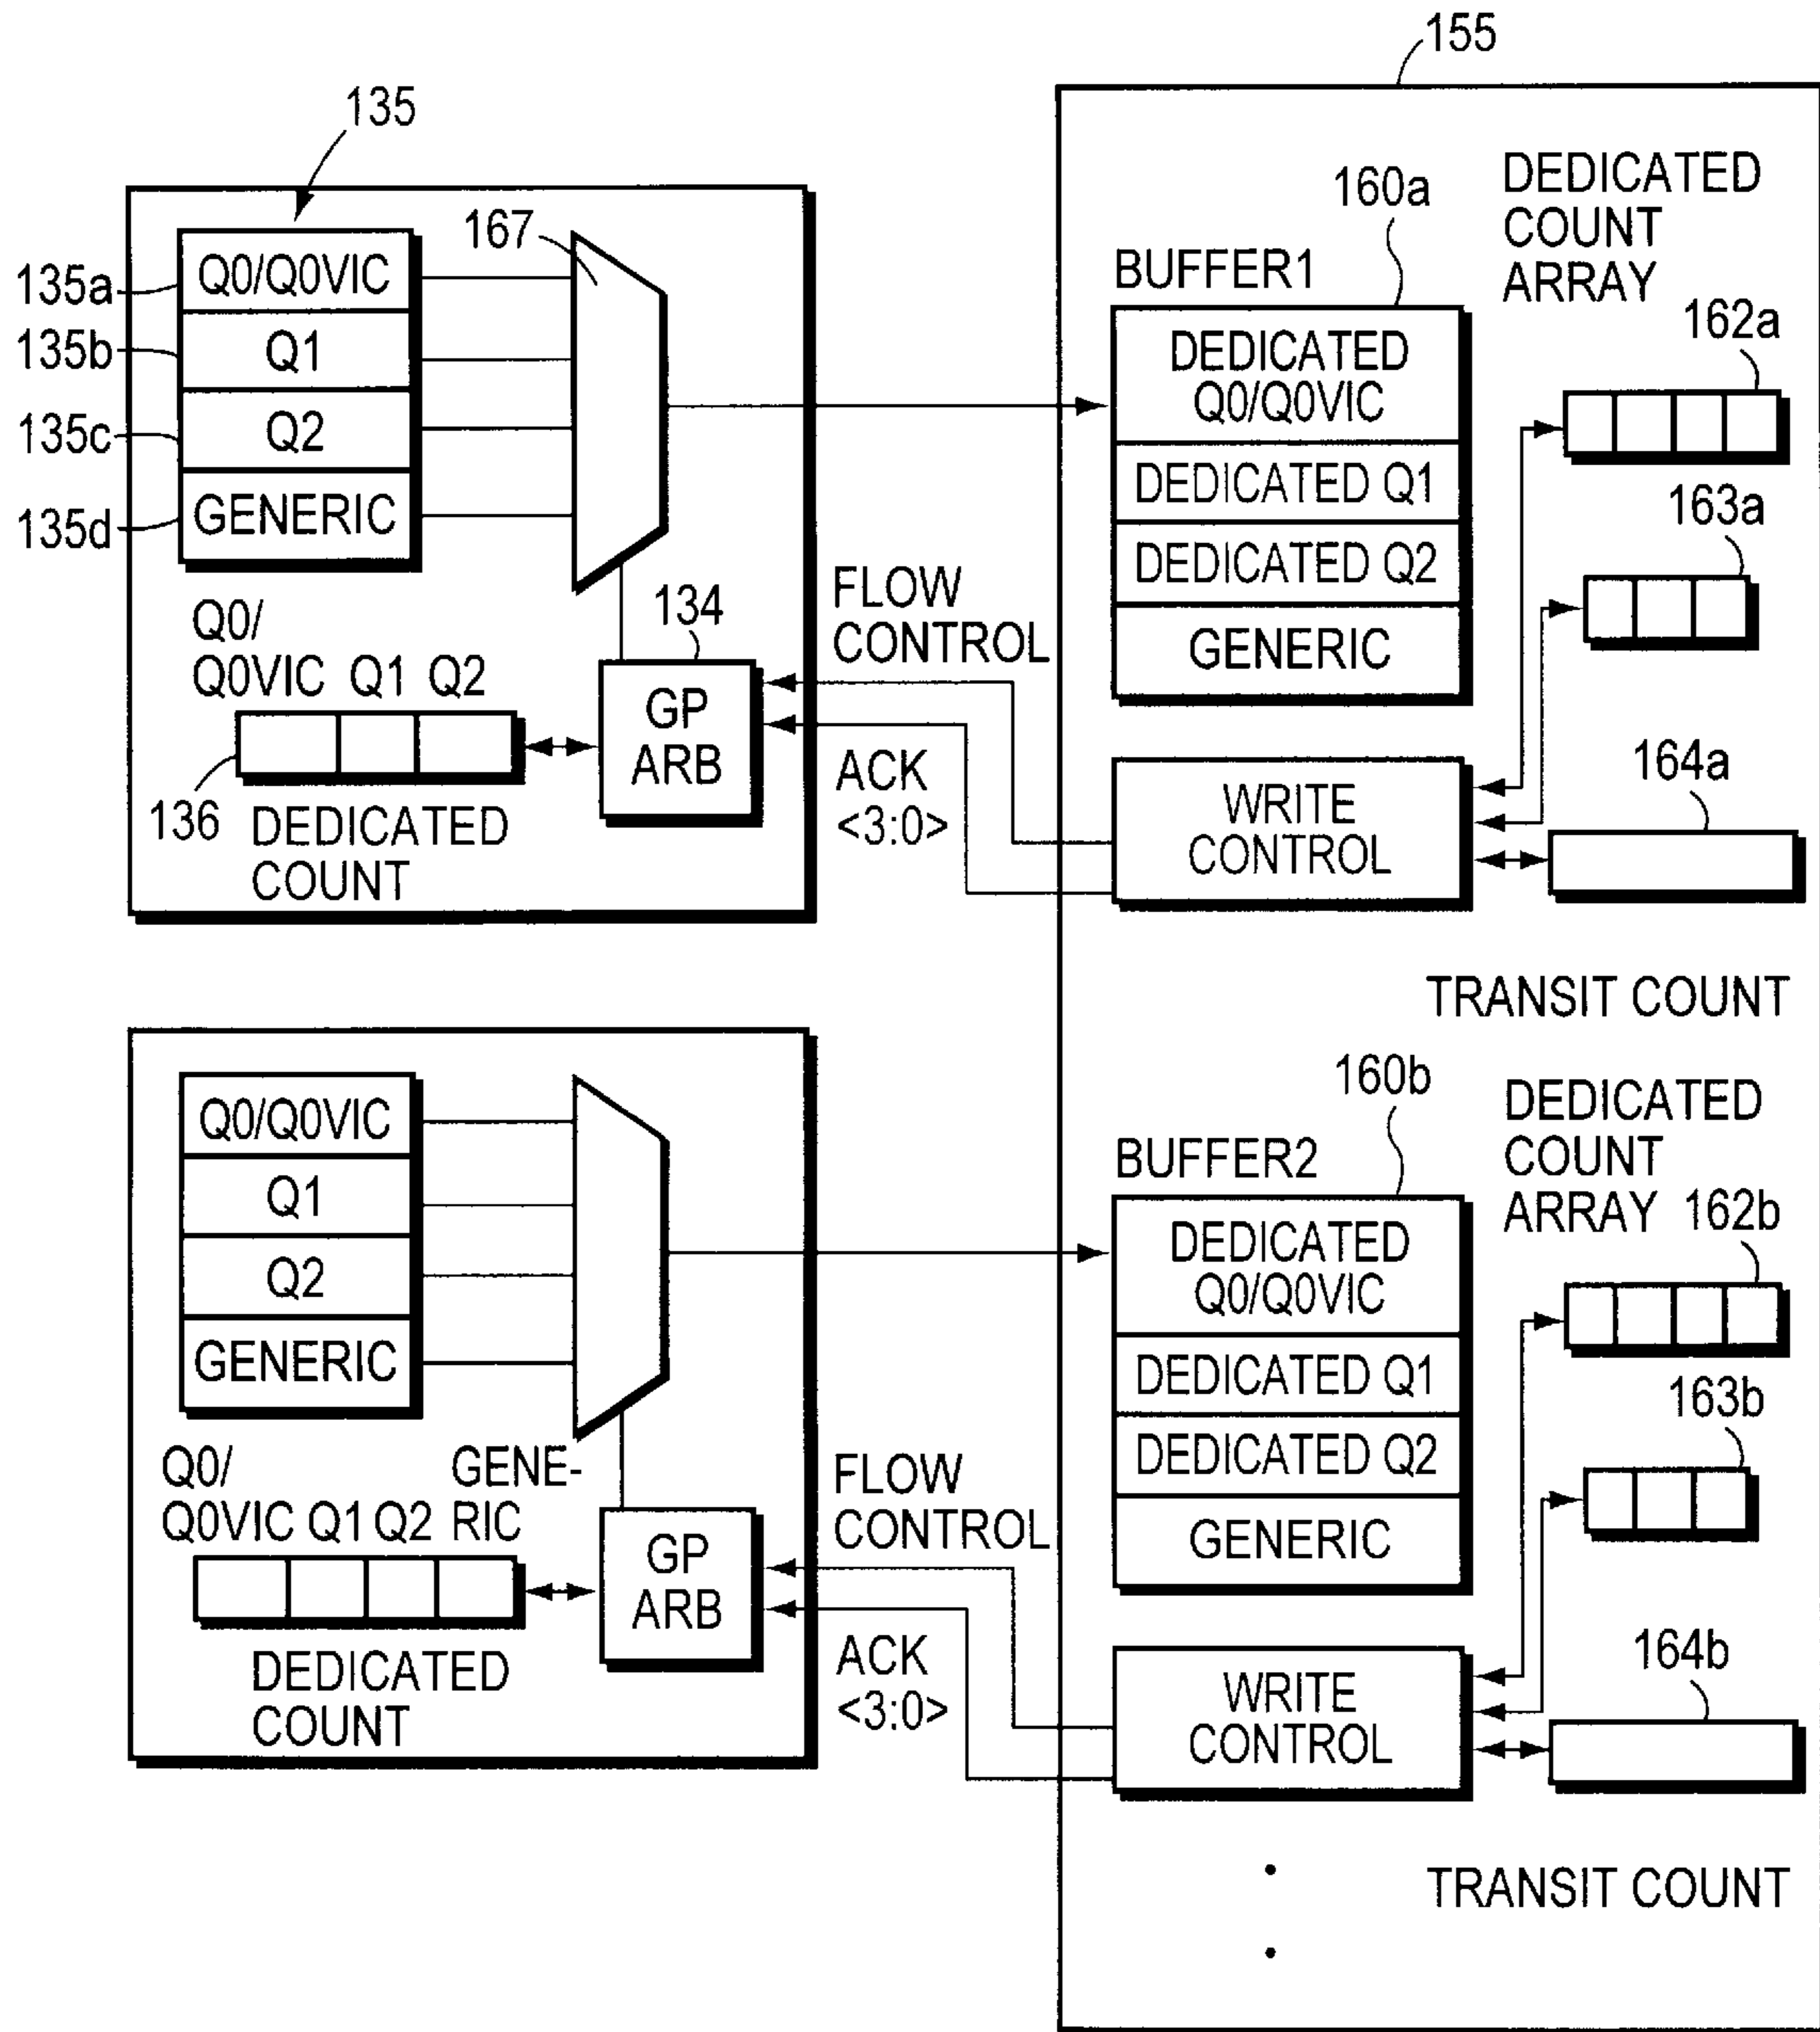 155
135
DEDICATED
COUNT
ARRAY
160a
167
BUFFER1
135a
Q0/Q0VIC
162a
135b
Q1
DEDICATED
Q0/Q0VIC
135c
Q2
DEDICATED Q1
163a
135d
GENERIC
DEDICATED Q2
Q0/
Q0VIC Q1 Q2
134
FLOW
CONTROL
GENERIC
GP
ARB
164a
136
DEDICATED
COUNT
ACK
<3:0>
WRITE
CONTROL
TRANSIT COUNT
160b
DEDICATED
COUNT
ARRAY
Q0/Q0VIC
BUFFER2
162b
Q1
DEDICATED
Q0/Q0VIC
Q2
DEDICATED Q1
GENERIC
163b
DEDICATED Q2
Q0/
Q0VIC Q1 Q2
GENE-
RIC
FLOW
CONTROL
GENERIC
GP
ARB
164b
DEDICATED
COUNT
ACK
<3:0>
WRITE
CONTROL
TRANSIT COUNT